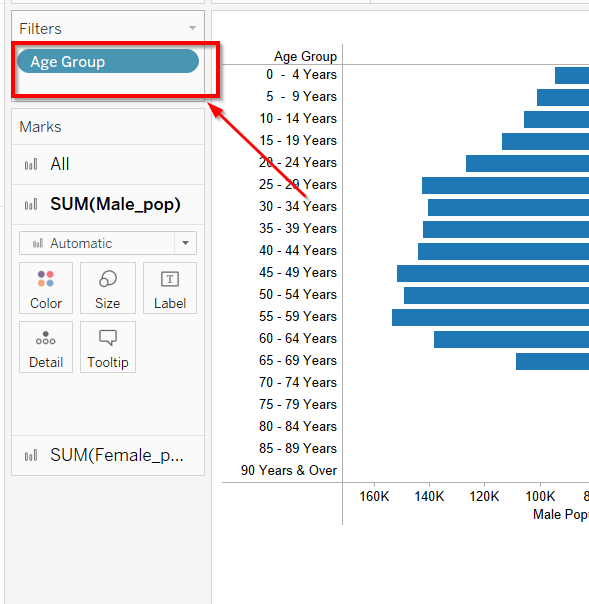 Filters
Age Group
Marks
All
SUM(Male_pop)
Automatic
Color Size Label
Detail Tooltip
SUM(Female_p...
Age Group
0 - 4 Years
5 - 9 Years
10 - 14 Years
15 - 19 Years
20 - 24 Years
25 - 29 Years
30 - 34 Years
35 - 39 Years
40 - 44 Years
45 - 49 Years
50 - 54 Years
55 - 59 Years
60 - 64 Years
65 - 69 Years
70 - 74 Years
75 - 79 Years
80 - 84 Years
85 - 89 Years
90 Years & Over
160K 140K 120K 100K
Male